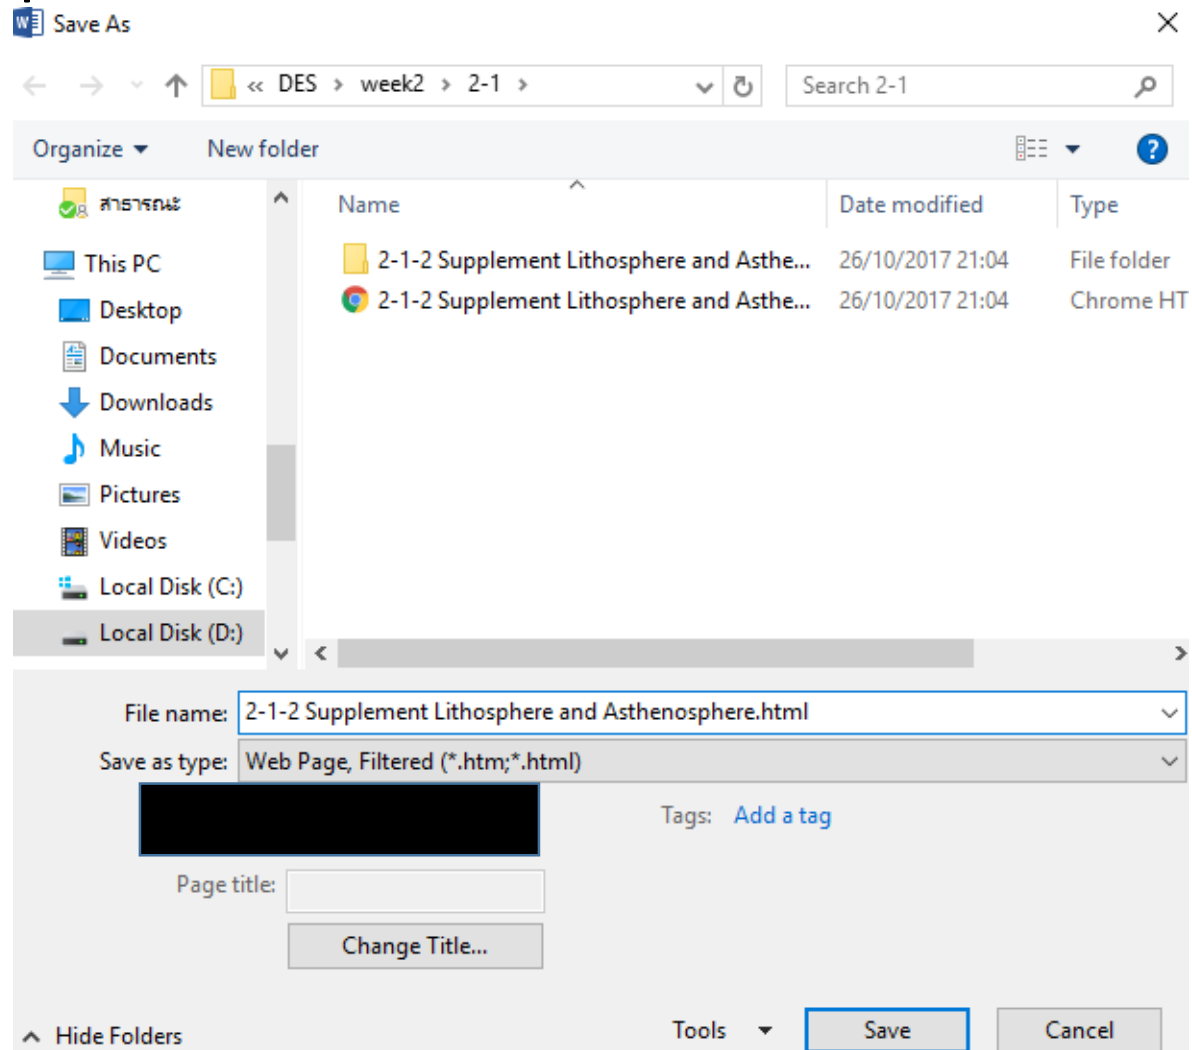 Save As
« DES › week2 › 2-1 ›
Search 2-1
Organize
New folder
สาธารณะ
This PC
Desktop
Documents
Downloads
Music
Pictures
Videos
Local Disk (C:)
Local Disk (D:)
Name Date modified Type
2-1-2 Supplement Lithosphere and Asthe... 26/10/2017 21:04 File folder
2-1-2 Supplement Lithosphere and Asthe... 26/10/2017 21:04 Chrome HT
File name: 2-1-2 Supplement Lithosphere and Asthenosphere.html
Save as type: Web Page, Filtered (*.htm;*.html)
Tags: Add a tag
Page title:
Change Title...
Hide Folders
Tools
Save
Cancel